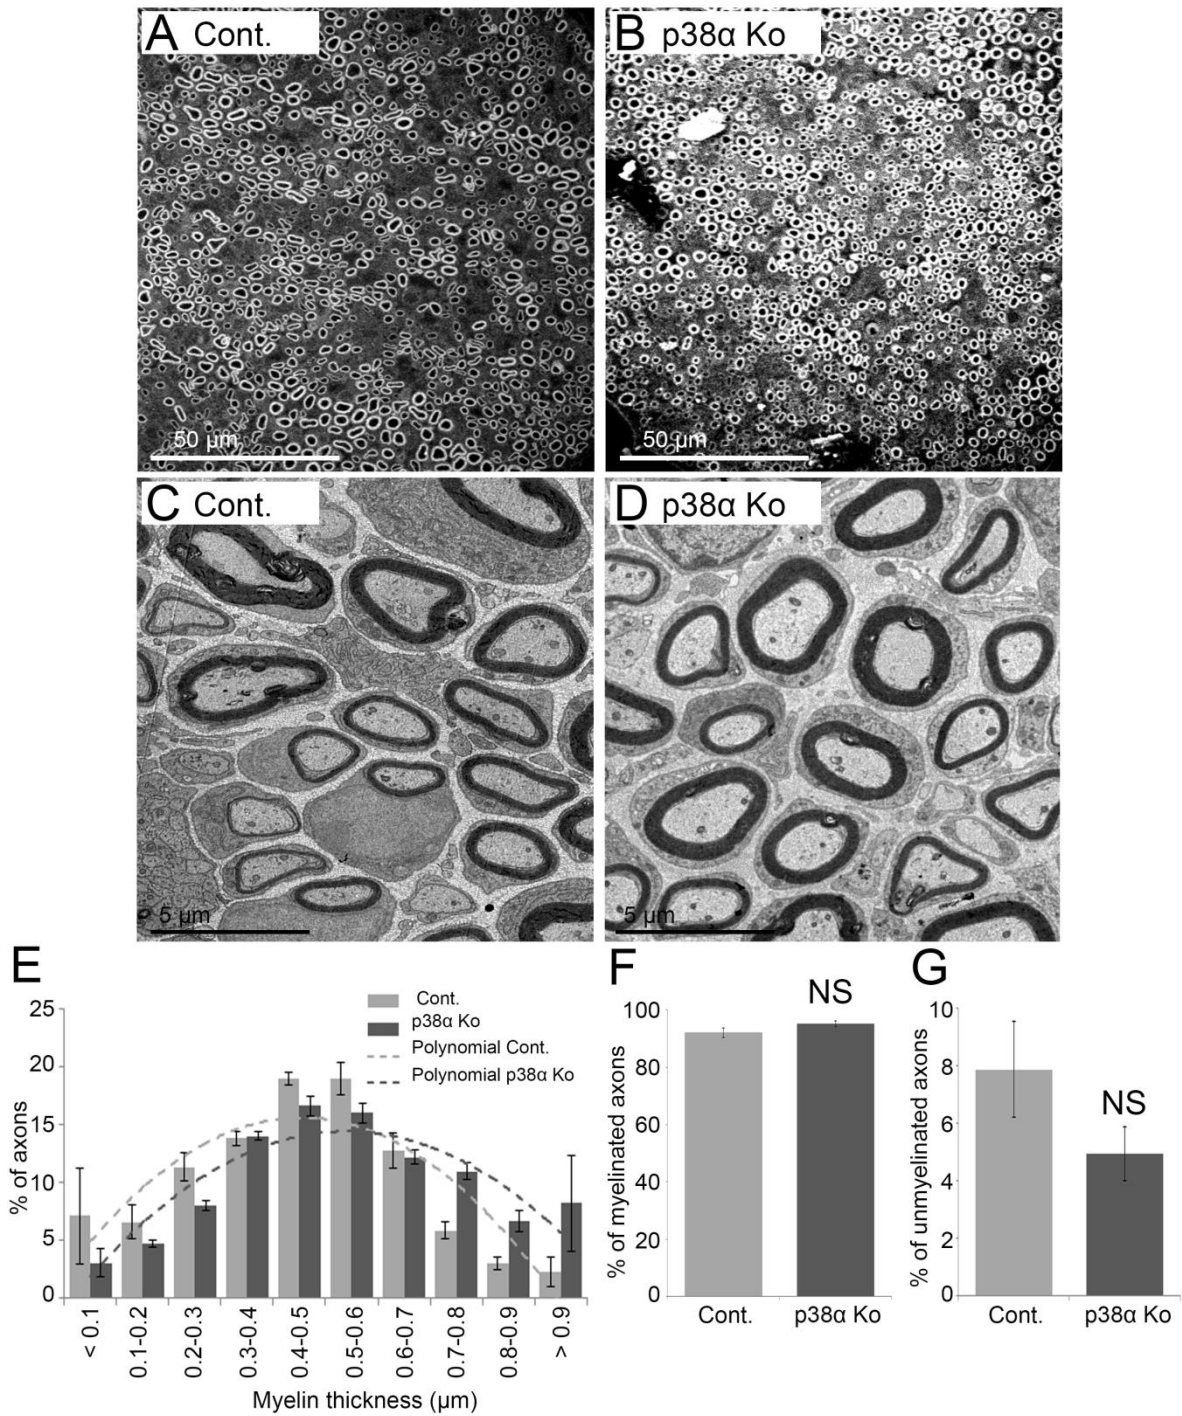 A Cont.
B p38α Ko
50 µm
50 µm
C Cont.
D p38α Ko
5 µm
5 µm
E
25
20
15
10
5
0
% of axons
Cont.
p38α Ko
Polynomial Cont.
Polynomial p38α Ko
< 0.1
0.1-0.2
0.2-0.3
0.3-0.4
0.4-0.5
0.5-0.6
0.6-0.7
0.7-0.8
0.8-0.9
> 0.9
Myelin thickness (µm)
F
NS
100
80
60
40
20
0
% of myelinated axons
Cont.
p38α Ko
G
NS
10
8
6
4
2
0
% of unmyelinated axons
Cont.
p38α Ko